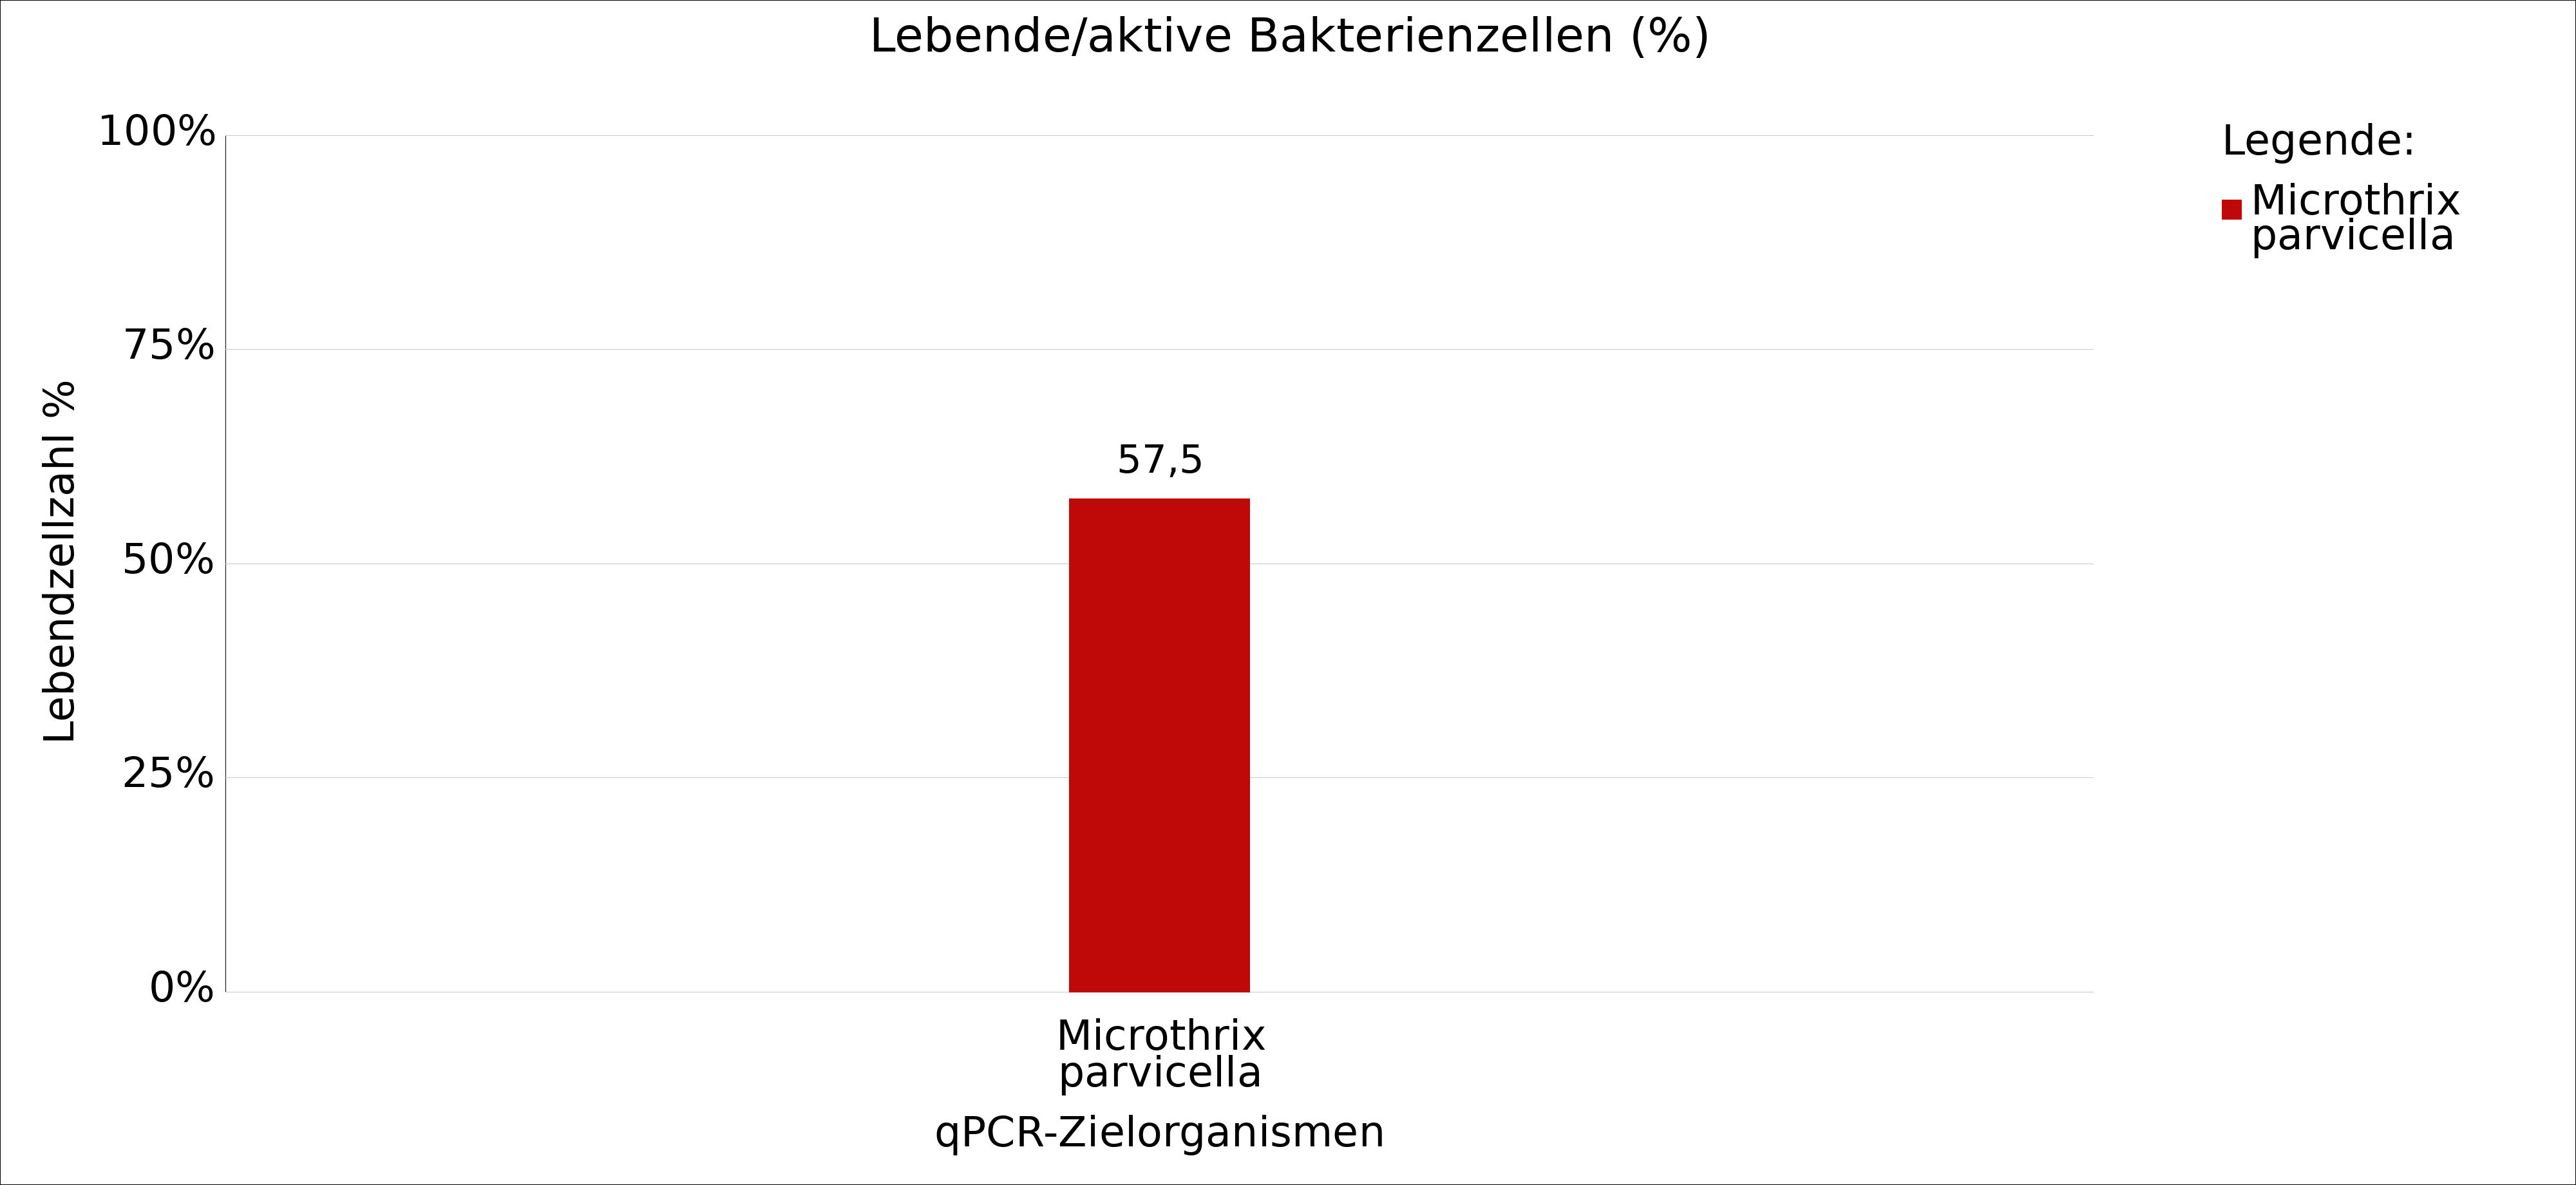 Lebende/aktive Bakterienzellen (%)
100%
75%
50%
25%
0%
Lebendzellzahl %
57,5
Microthrix
parvicella
qPCR-Zielorganismen
Legende:
Microthrix
parvicella